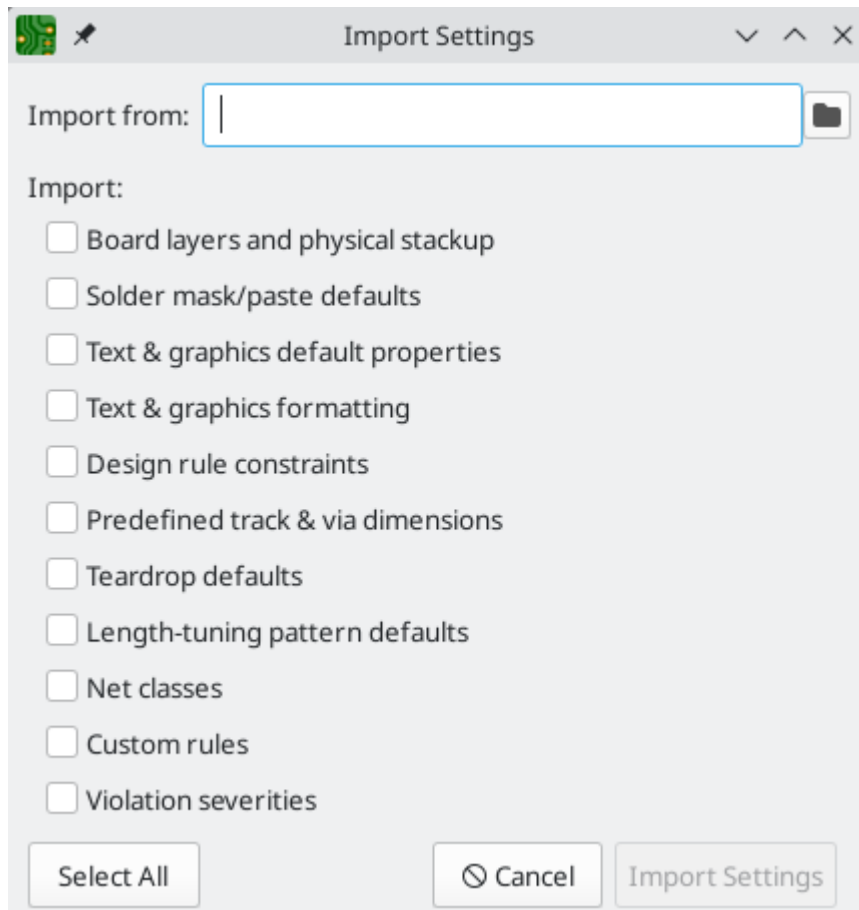 Import Settings
Import from:
Import:
Board layers and physical stackup
Solder mask/paste defaults
Text & graphics default properties
Text & graphics formatting
Design rule constraints
Predefined track & via dimensions
Teardrop defaults
Length-tuning pattern defaults
Net classes
Custom rules
Violation severities
Select All Cancel Import Settings